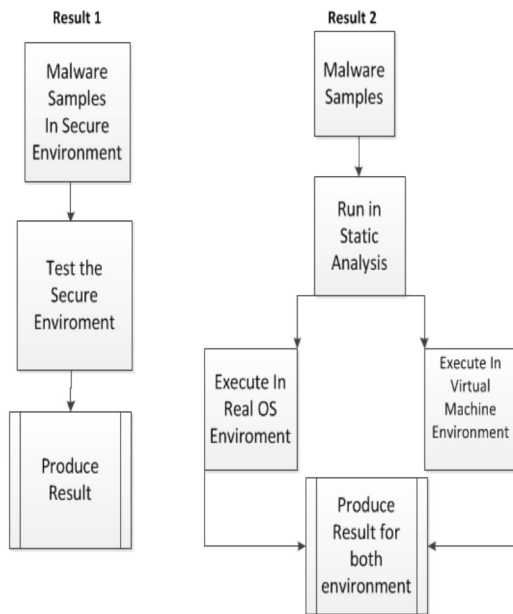 Result 1
Malware
Samples
In Secure
Environment
Test the
Secure
Enviroment
Produce
Result
Result 2
Malware
Samples
Run in
Static
Analysis
Execute In
Real OS
Enviroment
Execute In
Virtual
Machine
Environment
Produce
Result for
both
environment